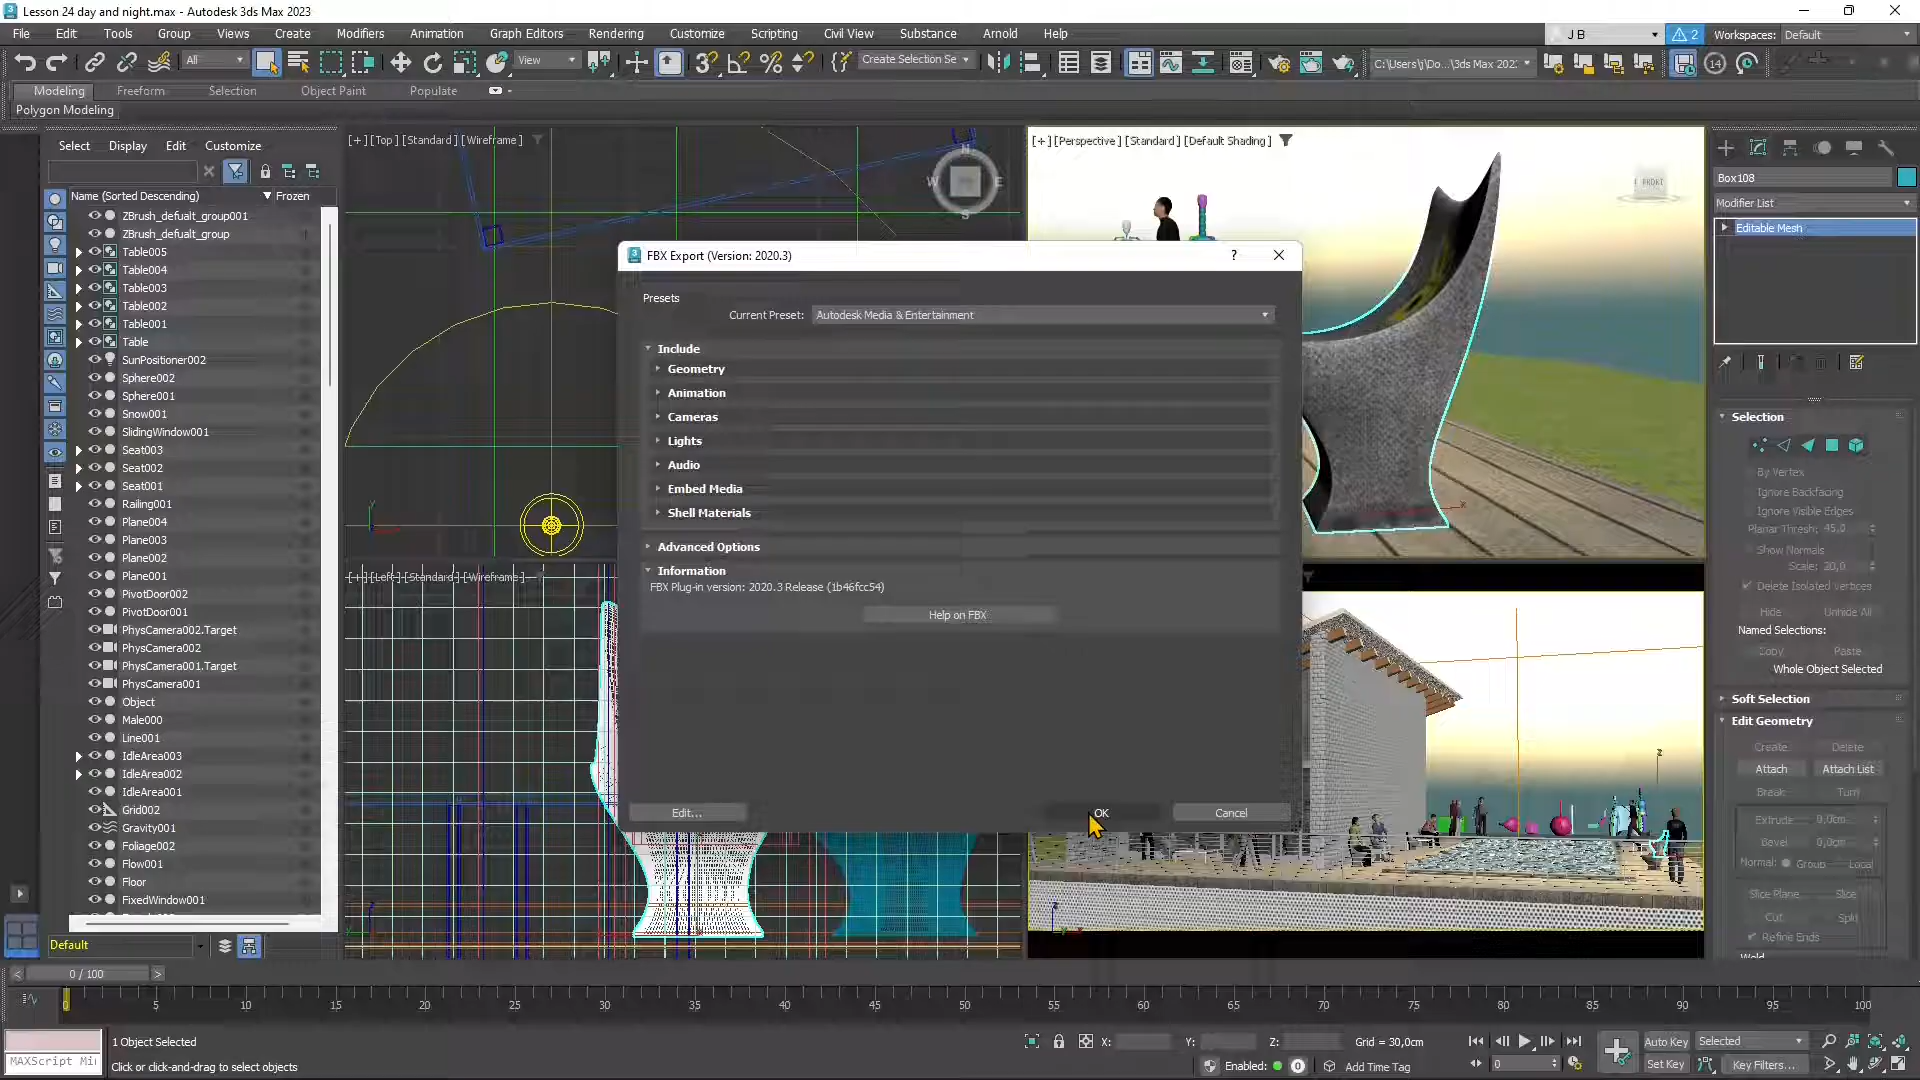 Lesson 24 day and night.max - Autodesk 3ds Max 2023
File Edit Tools Group Views Create Modifiers Animation Graph Editors Rendering Customize Scripting Civil View Substance Arnold Help
J B
2
Workspaces: Default
All
View
Create Selection Se
C:\Users\j\Do...\3ds Max 202
14
Modeling Freeform Selection Object Paint Populate
Polygon Modeling
Select Display Edit Customize
Name (Sorted Descending) Frozen
ZBrush_defualt_group001
ZBrush_defualt_group
Table005
Table004
Table003
Table002
Table001
Table
SunPositioner002
Sphere002
Sphere001
Snow001
SlidingWindow001
Seat003
Seat002
Seat001
Railing001
Plane004
Plane003
Plane002
Plane001
PivotDoor002
PivotDoor001
PhysCamera002.Target
PhysCamera002
PhysCamera001.Target
PhysCamera001
Object
Male000
Line001
IdleArea003
IdleArea002
IdleArea001
Grid002
Gravity001
Foliage002
Flow001
Floor
FixedWindow001
Default
[+] [Top] [Standard] [Wireframe]
N
W E
S
[+] [Perspective] [Standard] [Default Shading]
FRONT
[+] [Left] [Standard] [Wireframe]
FBX Export (Version: 2020.3)
?
Presets
Current Preset: Autodesk Media & Entertainment
Include
Geometry
Animation
Cameras
Lights
Audio
Embed Media
Shell Materials
Advanced Options
Information
FBX Plug-in version: 2020.3 Release (1b46fcc54)
Help on FBX
Edit... OK Cancel
Box108
Modifier List
Editable Mesh
Selection
By Vertex
Ignore Backfacing
Ignore Visible Edges
Planar Thresh: 45,0
Show Normals
Scale: 20,0
Delete Isolated Vertices
Hide Unhide All
Named Selections:
Copy Paste
Whole Object Selected
Soft Selection
Edit Geometry
Create Delete
Attach Attach List
Break Turn
Extrude 0,0cm
Bevel 0,0cm
Normal: Group Local
Slice Plane Slice
Cut Split
Refine Ends
Weld
0 / 100
0 5 10 15 20 25 30 35 40 45 50 55 60 65 70 75 80 85 90 95 100
MAXScript Mi
1 Object Selected
Click or click-and-drag to select objects
X: Y: Z: Grid = 30,0cm
Enabled: 0 Add Time Tag
0
Auto Key Selected
Set Key Key Filters...